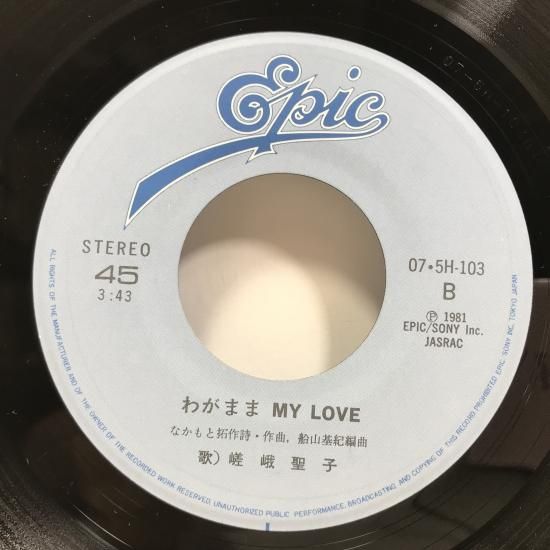 Epic
STEREO
45
3:43
07・5H-103
B
Ⓟ 1981
EPIC/SONY Inc.
JASRAC
わがまま MY LOVE
なかもと拓作詩・作曲, 船山基紀編曲
歌) 嵯峨聖子
ALL RIGHTS OF THE MANUFACTURER AND OF THE OWNER OF THE RECORDED WORK RESERVED. UNAUTHORIZED PUBLIC PERFORMANCE, BROADCASTING AND COPYING OF THIS RECORD PROHIBITED. EPIC/SONY INC. TOKYO JAPAN